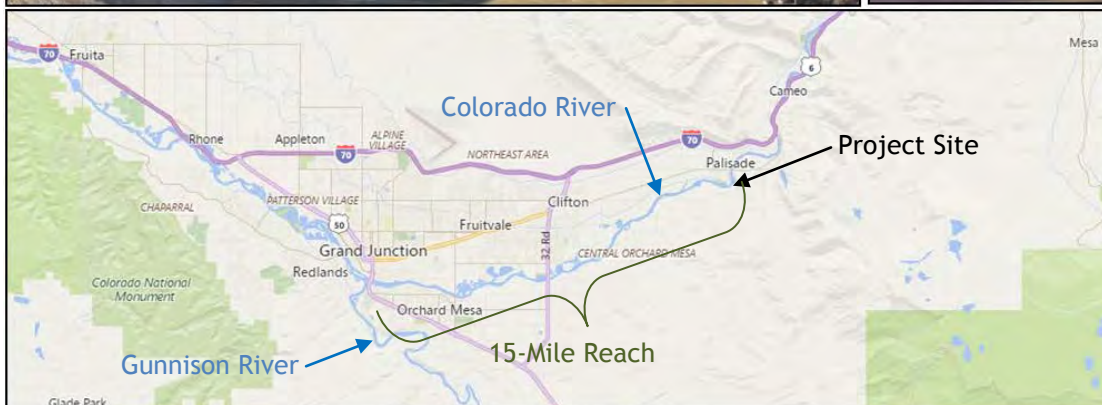 70
Fruita
Mesa
6
Cameo
Colorado River
Rhone
Appleton
ALPINE
VILLAGE
70
NORTHEAST AREA
70
Palisade
Project Site
CHAPARRAL
PATTERSON VILLAGE
50
Clifton
Fruitvale
Grand Junction
32 Rd
CENTRAL ORCHARD MESA
Redlands
Colorado National
Monument
Orchard Mesa
15-Mile Reach
Gunnison River
Glade Park